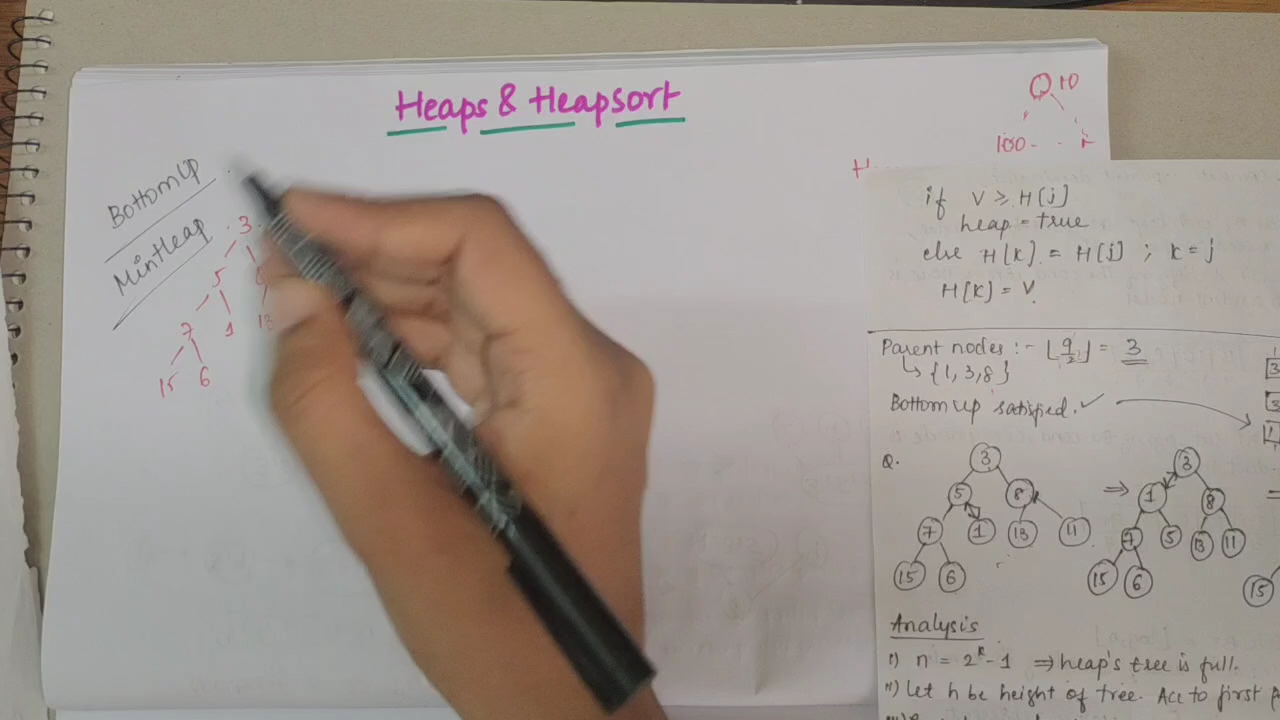 Heaps & Heapsort
10
100
Bottom Up
MinHeap
3
5
7 1 13
15 6
if V ≥ H[j]
heap = true
else H[k] = H[j] ; k = j
H[k] = V.
Parent nodes :- ⌊9/2⌋ = 3
↳ {1, 3, 8}
Bottom up satisfied. ✓
Q.
3
5 8
7 1 13 11
15 6
⇒
3
1 8
7 5 13 11
15 6
15
Analysis
i) n = 2^k - 1 ⇒ heap's tree is full.
ii) Let h be height of tree. Acc to first